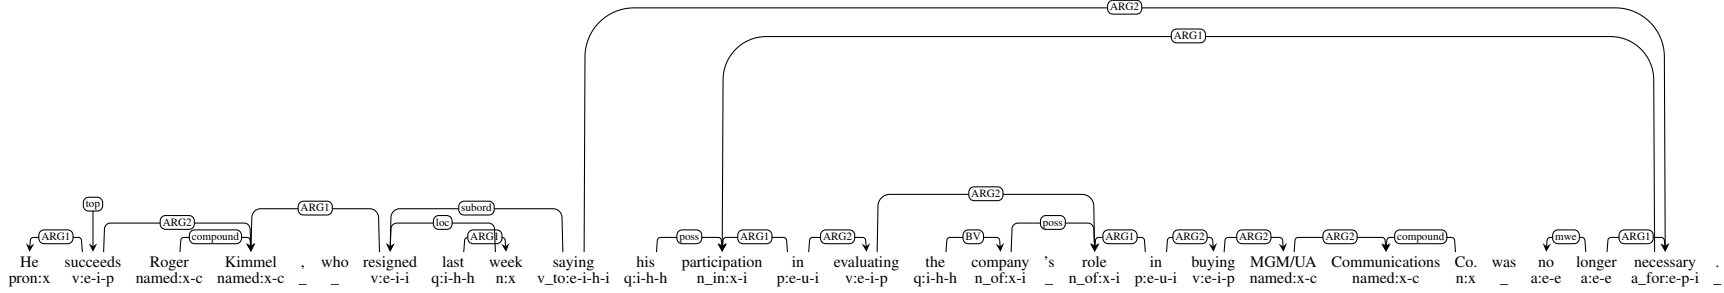 ARG2
ARG1
top ARG2 compound ARG1 subord loc ARG1 poss ARG1 ARG2 ARG2 BV poss ARG1 ARG2 ARG2 ARG2 compound mwe ARG1
ARG1
He succeeds Roger Kimmel , who resigned last week saying his participation in evaluating the company 's role in buying MGM/UA Communications Co. was no longer necessary .
pron:x v:e-i-p named:x-c named:x-c _ _ v:e-i-i q:i-h-h n:x v_to:e-i-h-i q:i-h-h n_in:x-i p:e-u-i v:e-i-p q:i-h-h n_of:x-i _ n_of:x-i p:e-u-i v:e-i-p named:x-c named:x-c n:x _ a:e-e a:e-e a_for:e-p-i _